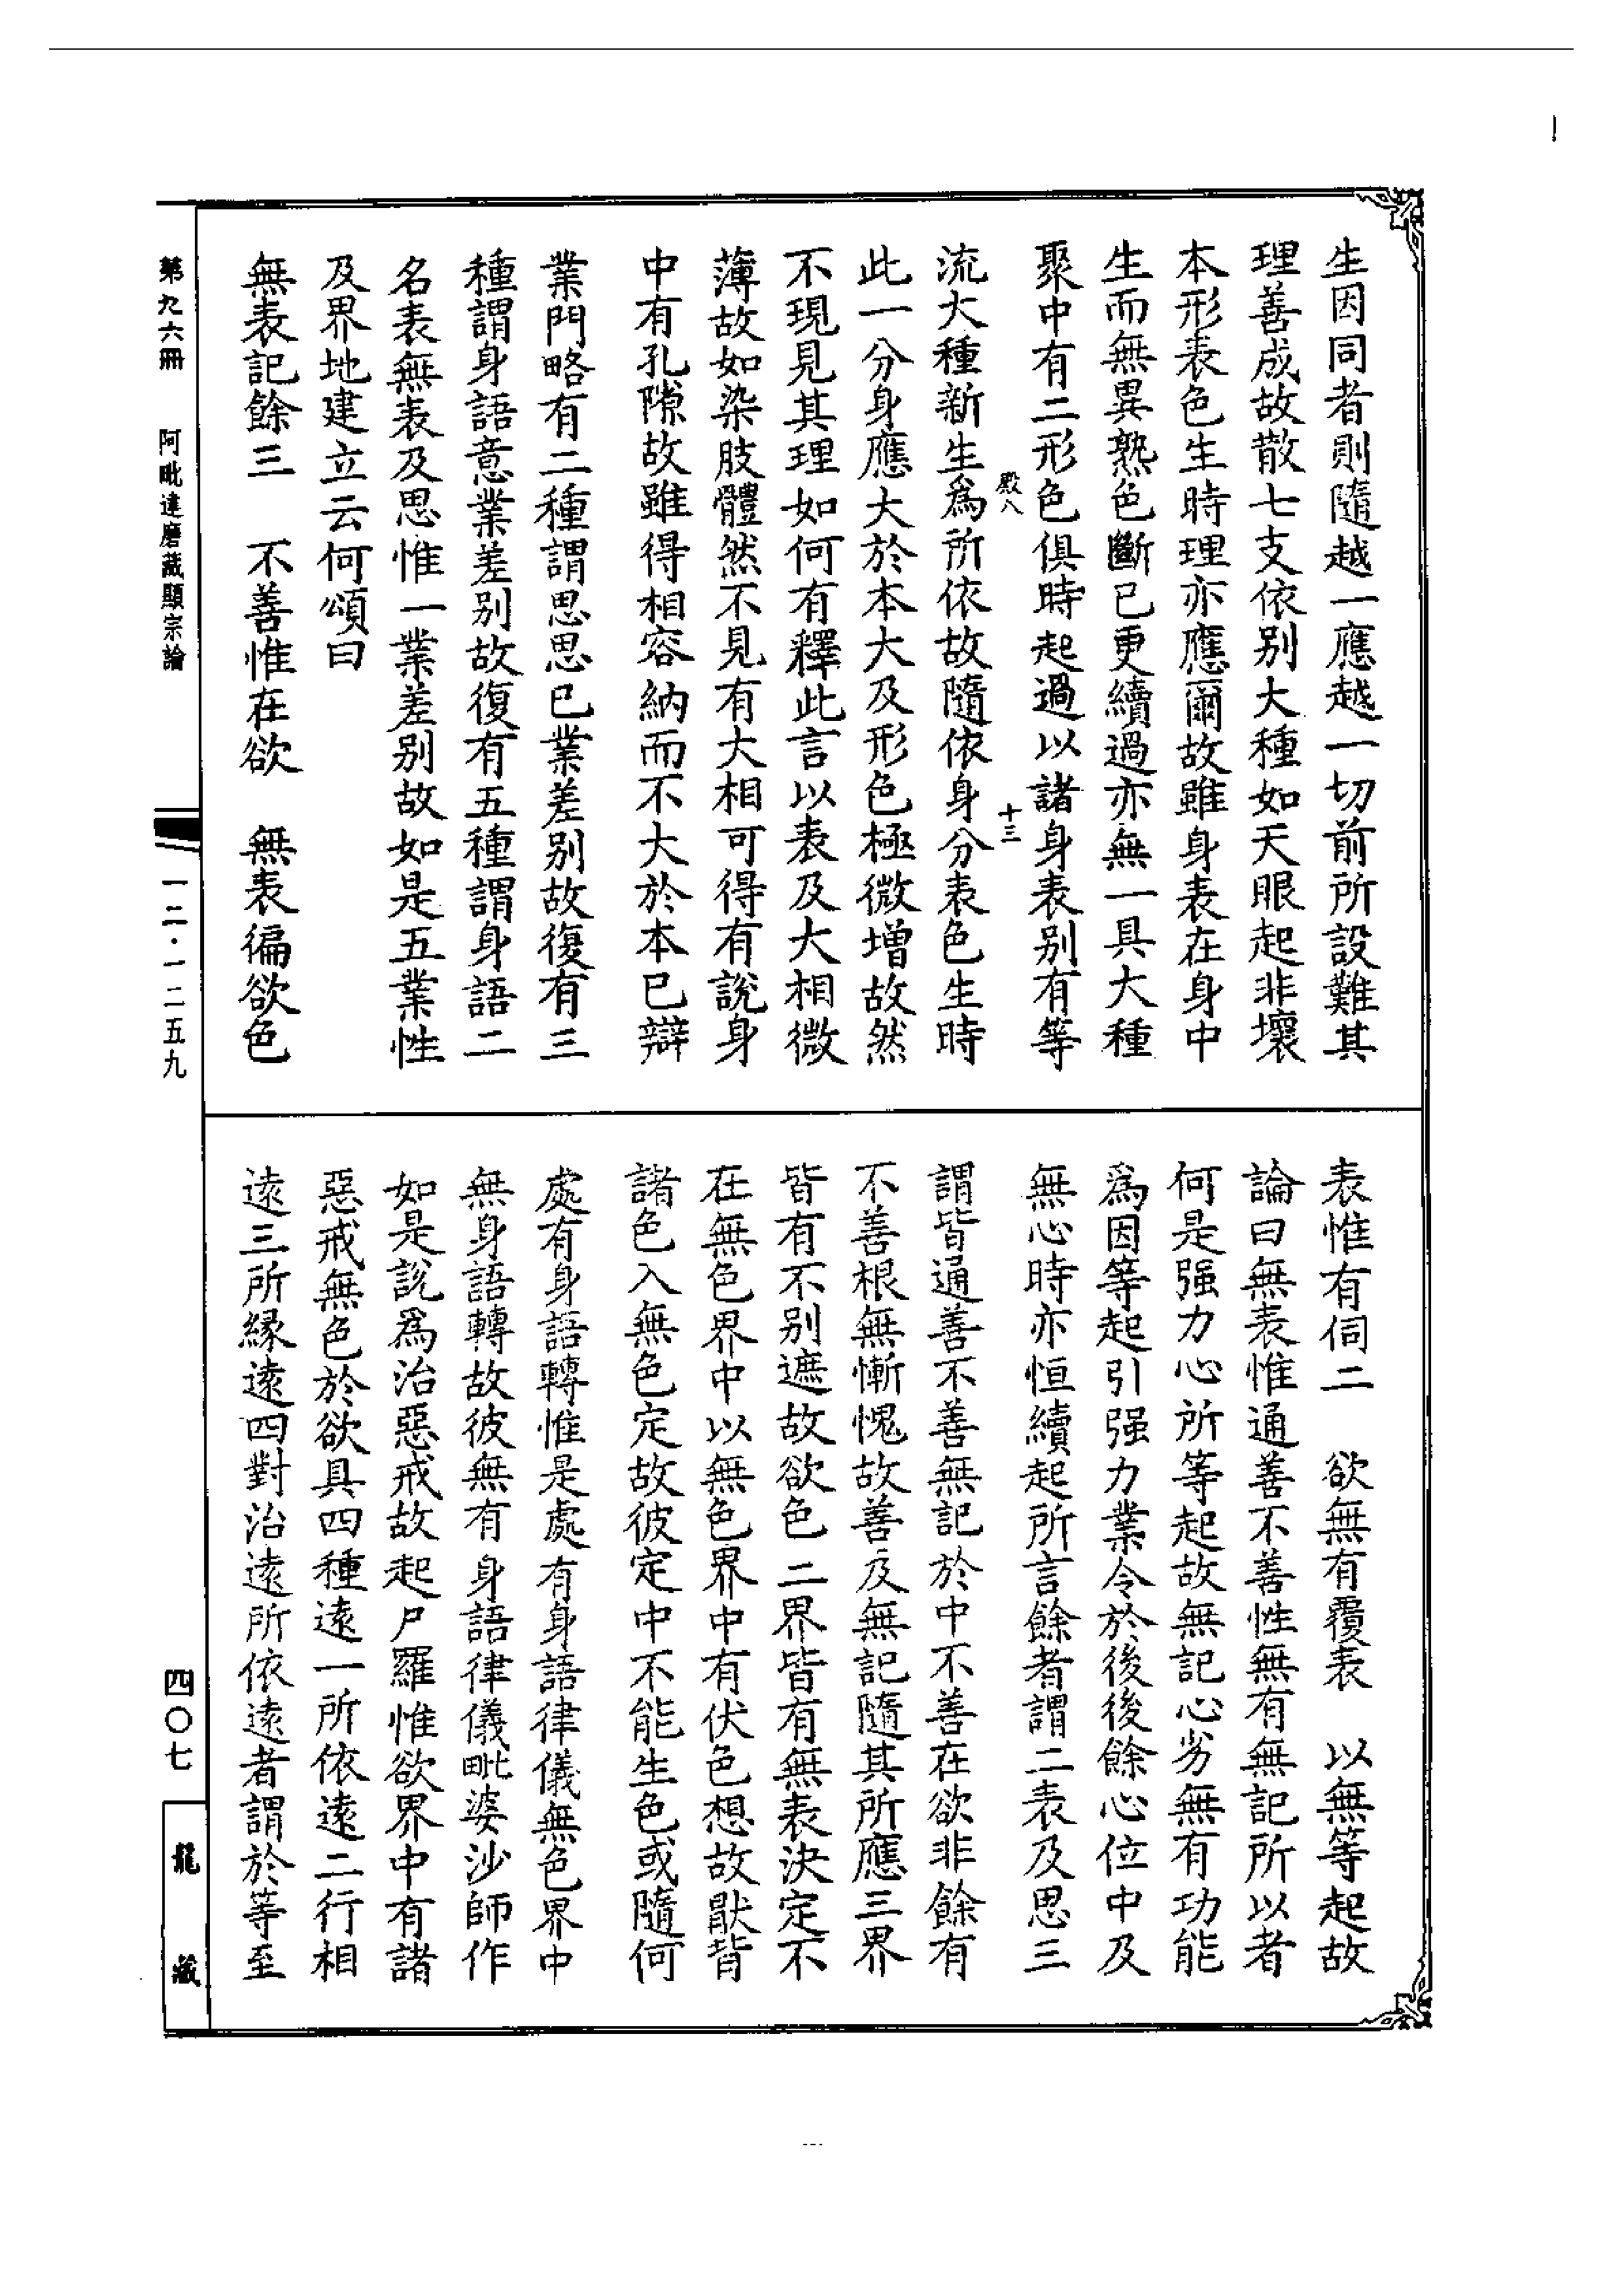 生因同者則隨越一應越一切前所設難其
理善成故散七支依别大種如天眼起非壞
本形表色生時理亦應爾故雖身表在身中
生而無異熟色斷已更續過亦無一具大種
聚中有二形色俱時起過以諸身表别有等
殿八　十三
流大種新生為所依故隨依身分表色生時
此一分身應大於本大及形色極微增故然
不現見其理如何有釋此言以表及大相微
薄故如染肢體然不見有大相可得有說身
中有孔隙故雖得相容納而不大於本已辯
業門略有二種謂思思已業差别故復有三
種謂身語意業差别故復有五種謂身語二
名表無表及思惟一業差别故如是五業性
及界地建立云何頌曰
無表記餘三　不善惟在欲　無表徧欲色
表惟有伺二　欲無有覆表　以無等起故
論曰無表惟通善不善性無有無記所以者
何是强力心所等起故無記心劣無有功能
為因等起引强力業令於後後餘心位中及
無心時亦恒續起所言餘者謂二表及思三
謂皆通善不善無記於中不善在欲非餘有
不善根無慚愧故善及無記隨其所應三界
皆有不别遮故欲色二界皆有無表決定不
在無色界中以無色界中有伏色想故猒背
諸色入無色定故彼定中不能生色或隨何
處有身語轉惟是處有身語律儀無色界中
無身語轉故彼無有身語律儀毗婆沙師作
如是說為治惡戒故起尸羅惟欲界中有諸
惡戒無色於欲具四種遠一所依遠二行相
遠三所緣遠四對治遠所依遠者謂於等至
第九六冊　阿毗達磨藏顯宗論　一二·一二五九　四〇七　龍藏